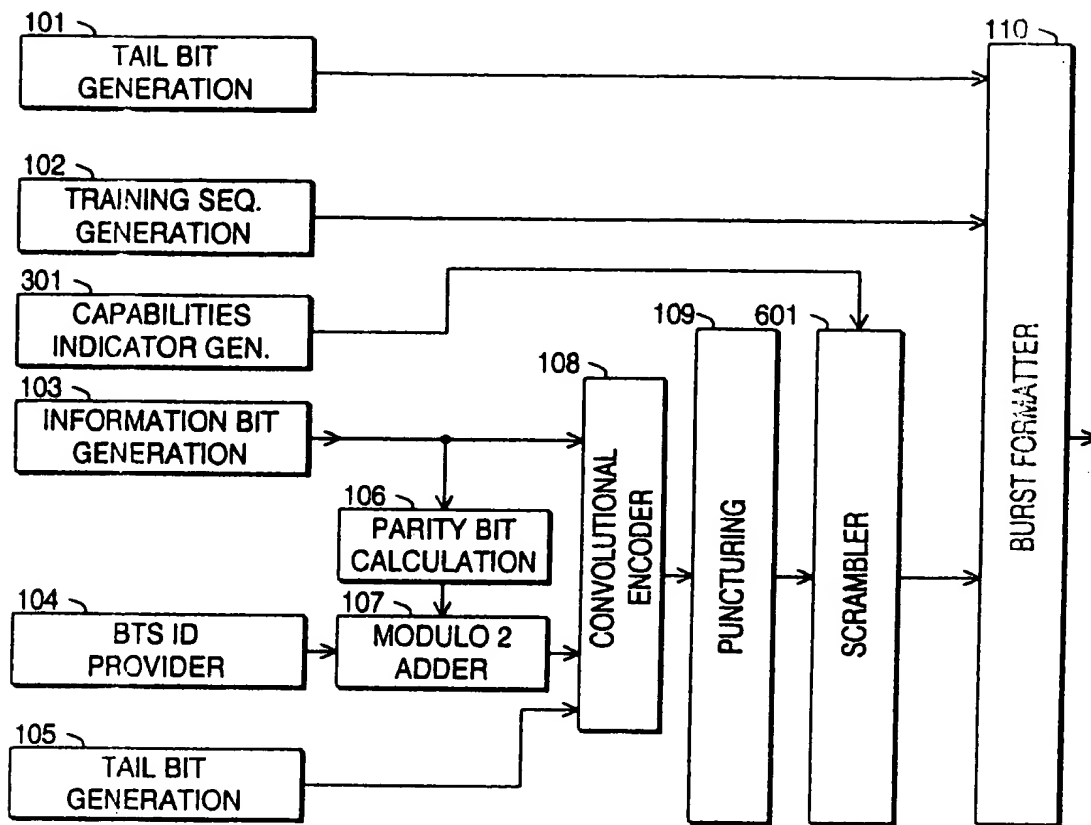 101
TAIL BIT
GENERATION
110
102
TRAINING SEQ.
GENERATION
301
CAPABILITIES
INDICATOR GEN.
109
601
103
INFORMATION BIT
GENERATION
108
106
PARITY BIT
CALCULATION
104
BTS ID
PROVIDER
107
MODULO 2
ADDER
105
TAIL BIT
GENERATION
CONVOLUTIONAL
ENCODER
PUNCTURING
SCRAMBLER
BURST FORMATTER